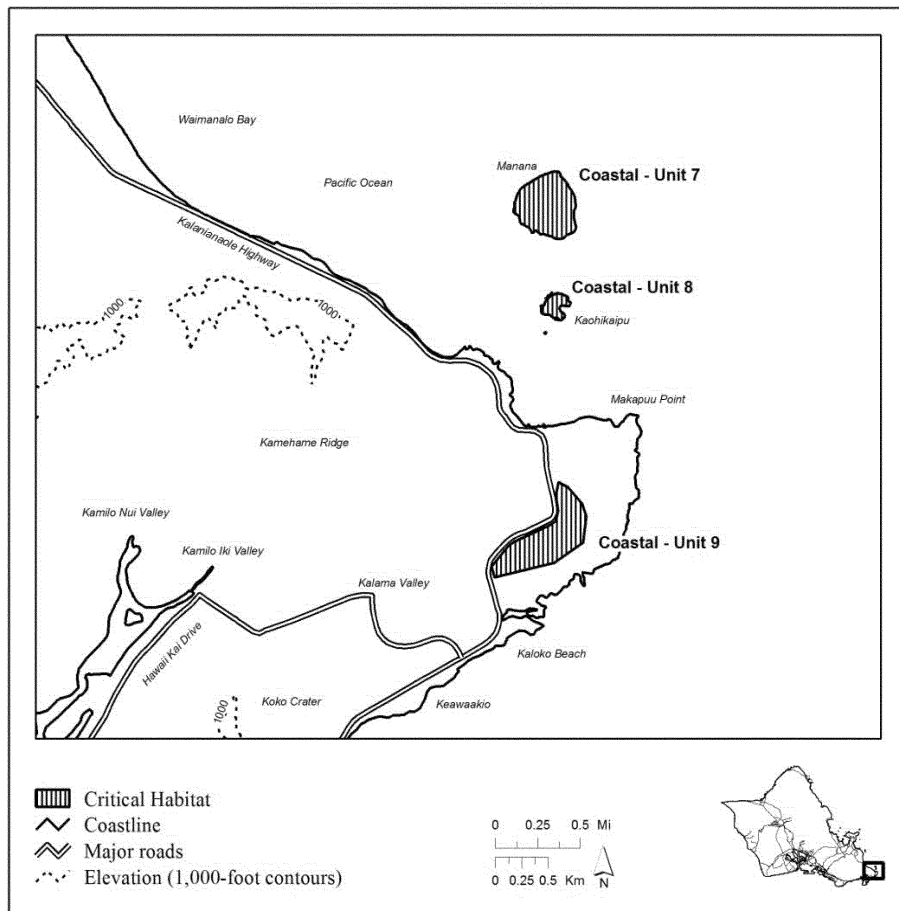 Waimanalo Bay
Manana
Coastal - Unit 7
Pacific Ocean
Kalanianaole Highway
1000
1000
Coastal - Unit 8
Kaohikaipu
Makapuu Point
Kamehame Ridge
Kamilo Nui Valley
Kamilo Iki Valley
Coastal - Unit 9
Kalama Valley
Hawaii Kai Drive
Kaloko Beach
Koko Crater
Keawaakio
1000
Critical Habitat
Coastline
Major roads
Elevation (1,000-foot contours)
0 0.25 0.5 Mi
0 0.25 0.5 Km
N